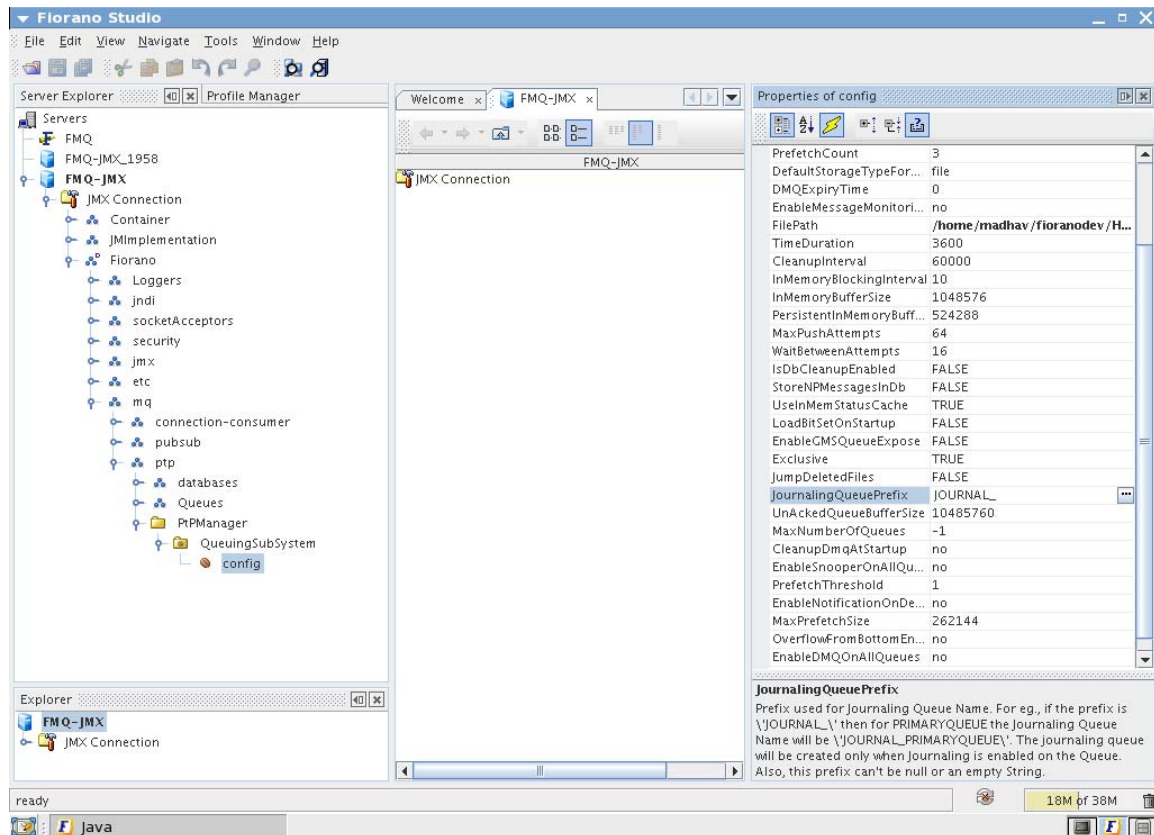 Fiorano Studio
File Edit View Navigate Tools Window Help
Server Explorer Profile Manager
Servers
FMQ
FMQ-JMX_1958
FMQ-JMX
JMX Connection
Container
JMImplementation
Fiorano
Loggers
jndi
socketAcceptors
security
jmx
etc
mq
connection-consumer
pubsub
ptp
databases
Queues
PtPManager
QueuingSubSystem
config
Explorer
FMQ-JMX
JMX Connection
Welcome FMQ-JMX
FMQ-JMX
JMX Connection
Properties of config
PrefetchCount 3
DefaultStorageTypeFor... file
DMQExpiryTime 0
EnableMessageMonitori... no
FilePath /home/madhav/fioranodev/H...
TimeDuration 3600
CleanupInterval 60000
InMemoryBlockingInterval 10
InMemoryBufferSize 1048576
PersistentInMemoryBuff... 524288
MaxPushAttempts 64
WaitBetweenAttempts 16
IsDbCleanupEnabled FALSE
StoreNPMessagesInDb FALSE
UseInMemStatusCache TRUE
LoadBitSetOnStartup FALSE
EnableGMSQueueExpose FALSE
Exclusive TRUE
JumpDeletedFiles FALSE
JournalingQueuePrefix JOURNAL_ ...
UnAckedQueueBufferSize 10485760
MaxNumberOfQueues -1
CleanupDmqAtStartup no
EnableSnooperOnAllQu... no
PrefetchThreshold 1
EnableNotificationOnDe... no
MaxPrefetchSize 262144
OverflowFromBottomEn... no
EnableDMQOnAllQueues no
JournalingQueuePrefix
Prefix used for Journaling Queue Name. For eg., if the prefix is
\'JOURNAL_\' then for PRIMARYQUEUE the Journaling Queue
Name will be \'JOURNAL_PRIMARYQUEUE\'. The journaling queue
will be created only when Journaling is enabled on the Queue.
Also, this prefix can't be null or an empty String.
ready
18M of 38M
Java